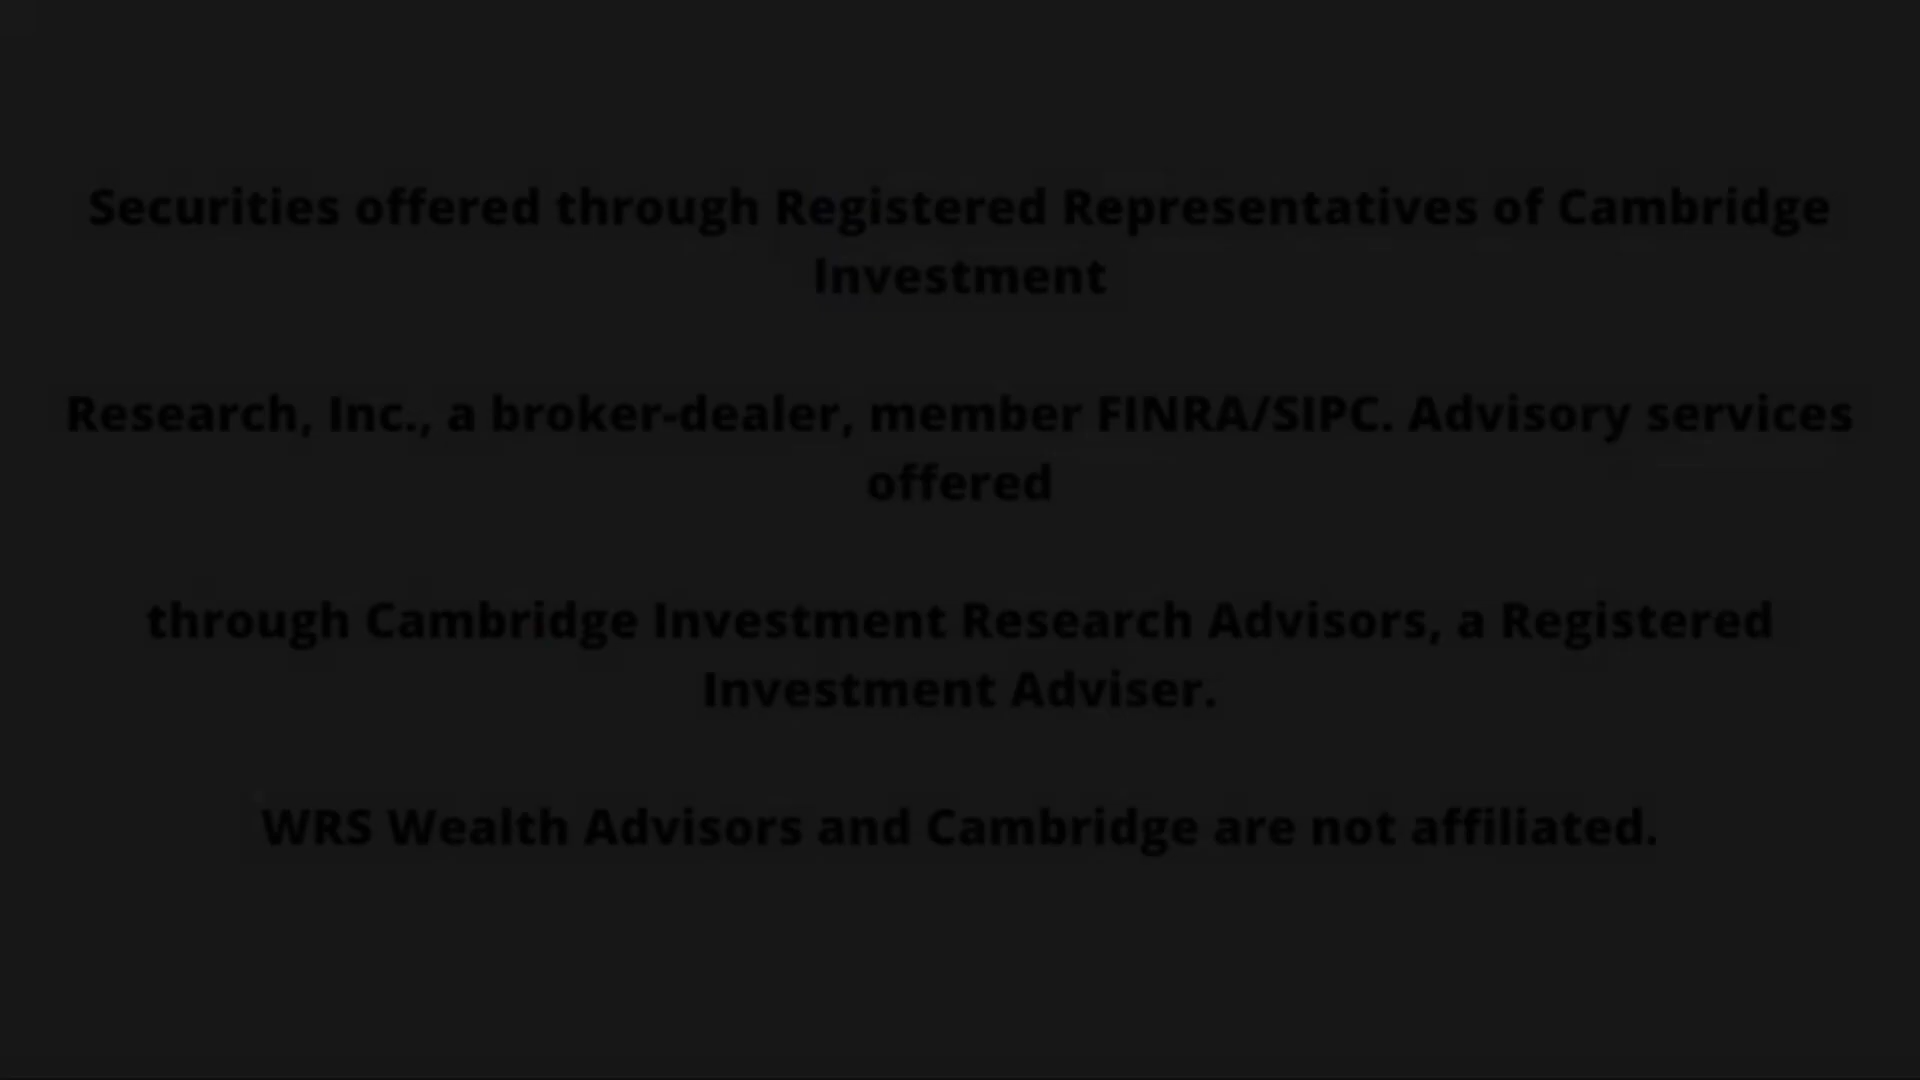 Securities offered through Registered Representatives of Cambridge
Investment
Research, Inc., a broker-dealer, member FINRA/SIPC. Advisory services
offered
through Cambridge Investment Research Advisors, a Registered
Investment Adviser.
WRS Wealth Advisors and Cambridge are not affiliated.